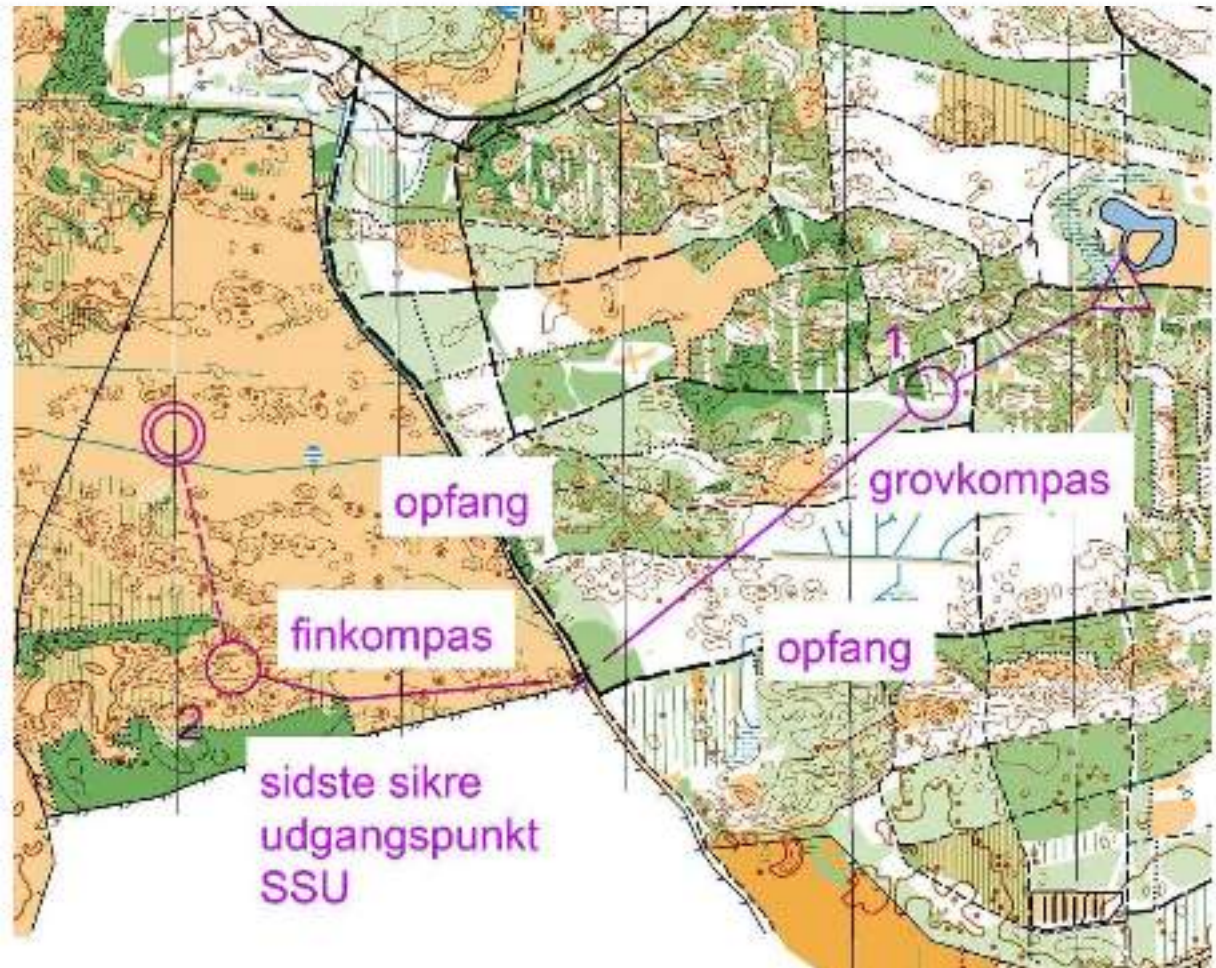 1
opfang
grovkompas
finkompas
opfang
2
sidste sikre
udgangspunkt
SSU